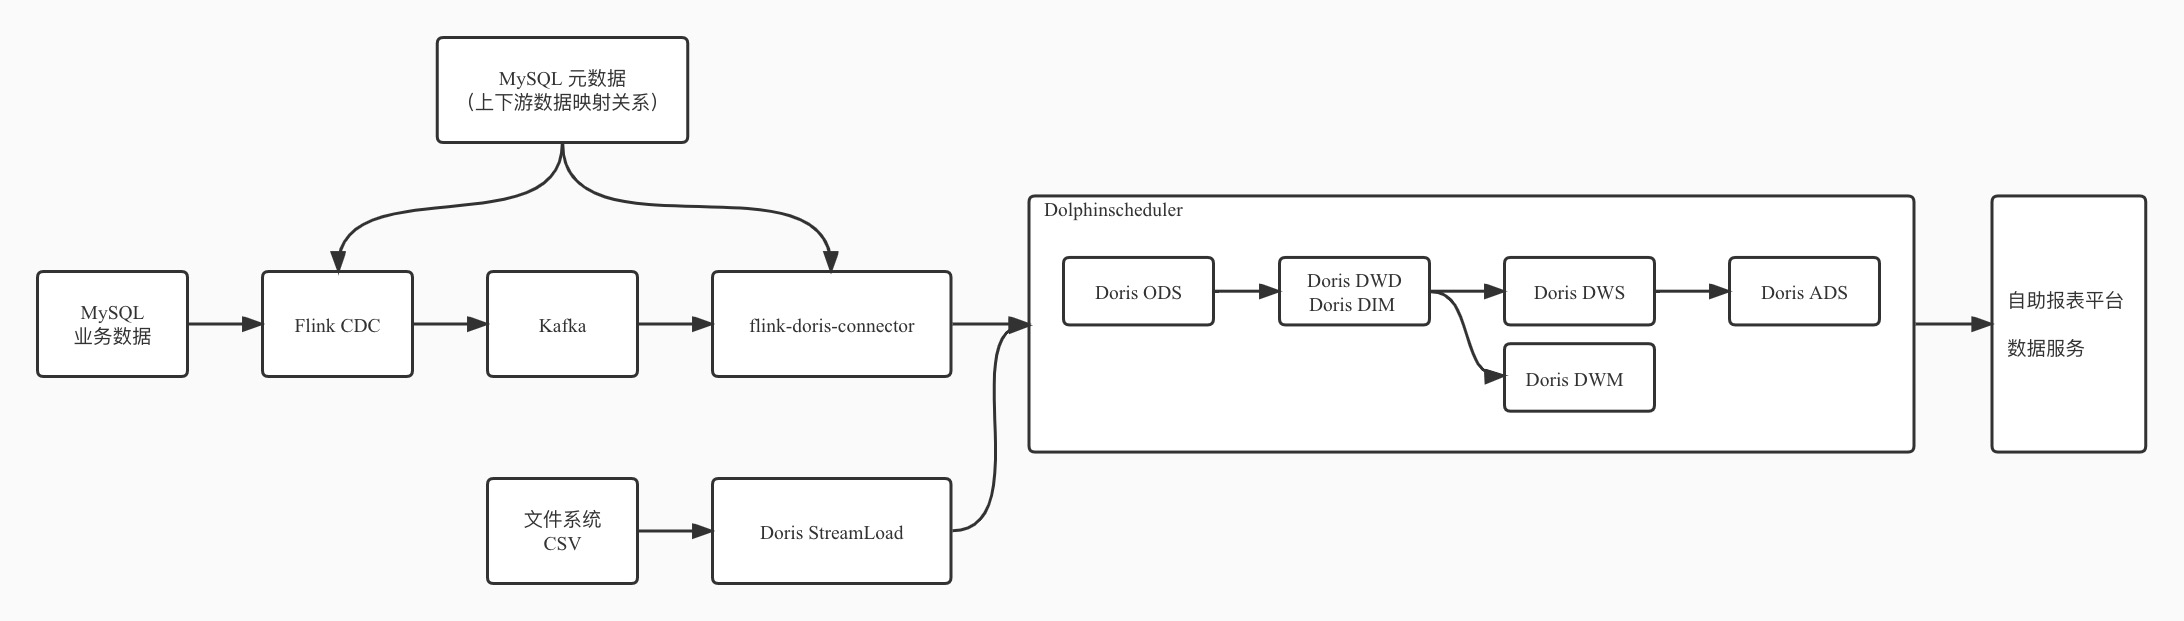 MySQL 元数据
（上下游数据映射关系）
MySQL
业务数据
Flink CDC
Kafka
flink-doris-connector
Dolphinscheduler
Doris ODS
Doris DWD
Doris DIM
Doris DWS
Doris ADS
Doris DWM
自助报表平台
数据服务
文件系统
CSV
Doris StreamLoad